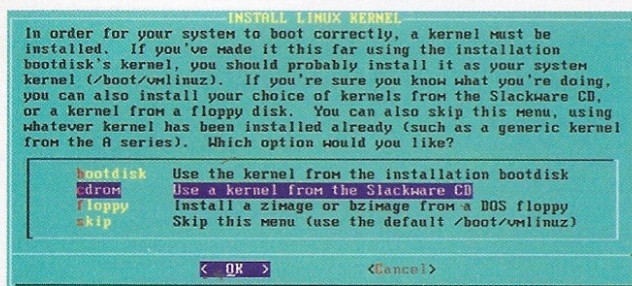 INSTALL LINUX KERNEL
In order for your system to boot correctly, a kernel must be
installed.  If you've made it this far using the installation
bootdisk's kernel, you should probably install it as your system
kernel (/boot/vmlinuz).  If you're sure you know what you're doing,
you can also install your choice of kernels from the Slackware CD,
or a kernel from a floppy disk.  You can also skip this menu, using
whatever kernel has been installed already (such as a generic kernel
from the A series).  Which option would you like?
bootdisk  Use the kernel from the installation bootdisk
cdrom  Use a kernel from the Slackware CD
floppy  Install a zimage or bzimage from a DOS floppy
skip  Skip this menu (use the default /boot/vmlinuz)
< OK >  <Cancel>